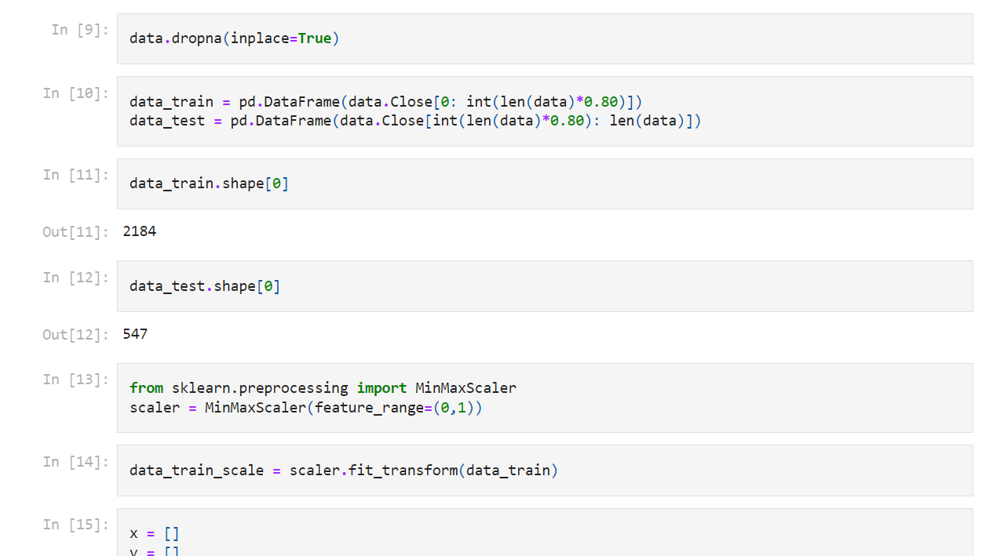 In [9]:
data.dropna(inplace=True)
In [10]:
data_train = pd.DataFrame(data.Close[0: int(len(data)*0.80)])
data_test = pd.DataFrame(data.Close[int(len(data)*0.80): len(data)])
In [11]:
data_train.shape[0]
Out[11]:
2184
In [12]:
data_test.shape[0]
Out[12]:
547
In [13]:
from sklearn.preprocessing import MinMaxScaler
scaler = MinMaxScaler(feature_range=(0,1))
In [14]:
data_train_scale = scaler.fit_transform(data_train)
In [15]:
x = []
y = []